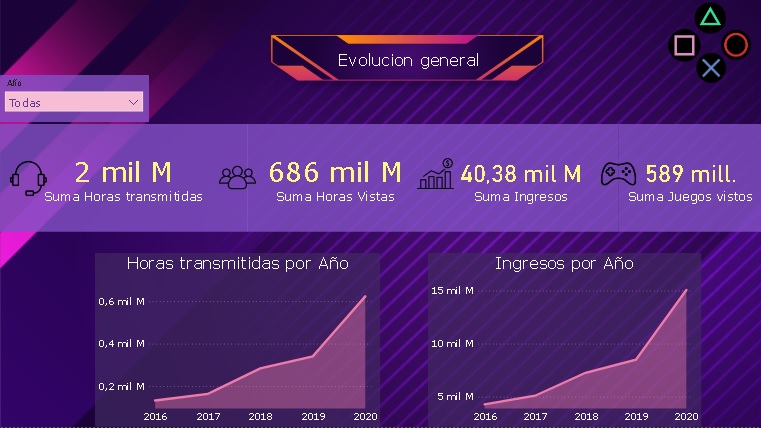 Evolucion general
Año
Todas
2 mil M
Suma Horas transmitidas
686 mil M
Suma Horas Vistas
$
40,38 mil M
Suma Ingresos
589 mill.
Suma Juegos vistos
Horas transmitidas por Año
0,6 mil M
0,4 mil M
0,2 mil M
2016 2017 2018 2019 2020
Ingresos por Año
15 mil M
10 mil M
5 mil M
2016 2017 2018 2019 2020